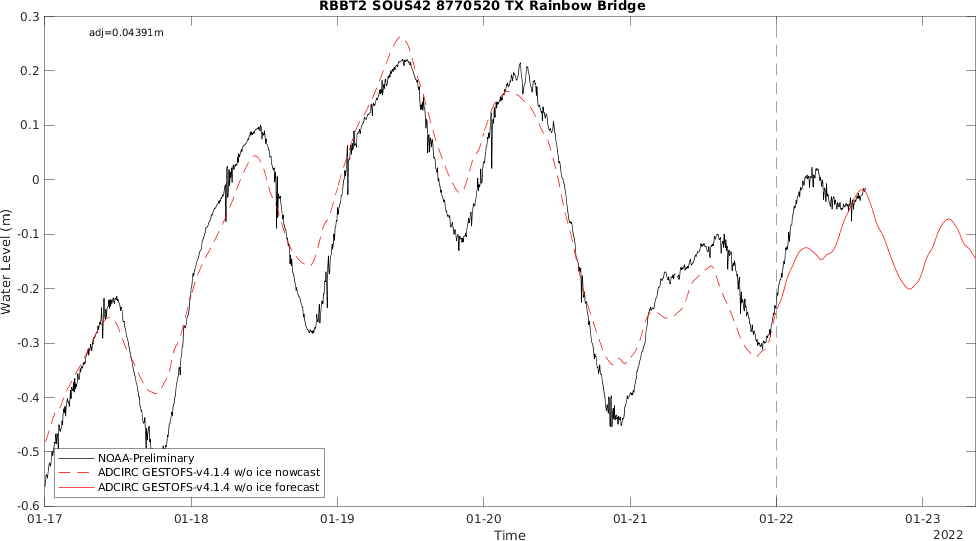 RBBT2 SOUS42 8770520 TX Rainbow Bridge
adj=0.04391m
0.3
0.2
0.1
0
-0.1
-0.2
-0.3
-0.4
-0.5
-0.6
Water Level (m)
NOAA-Preliminary
ADCIRC GESTOFS-v4.1.4 w/o ice nowcast
ADCIRC GESTOFS-v4.1.4 w/o ice forecast
01-17 01-18 01-19 01-20 01-21 01-22 01-23
Time
2022